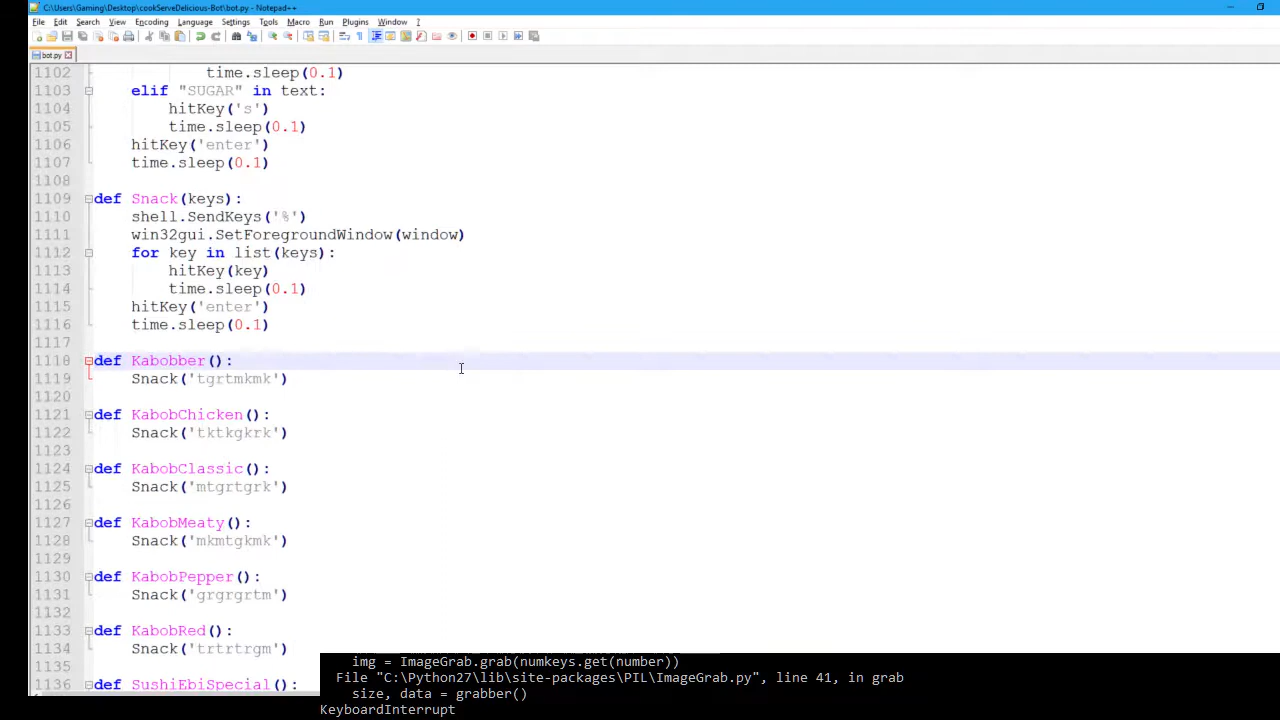 C:\Users\Gaming\Desktop\cookServeDelicious-Bot\bot.py - Notepad++
File Edit Search View Encoding Language Settings Tools Macro Run Plugins Window ?
bot.py
1102 time.sleep(0.1)
1103 elif "SUGAR" in text:
1104 hitKey('s')
1105 time.sleep(0.1)
1106 hitKey('enter')
1107 time.sleep(0.1)
1108
1109 def Snack(keys):
1110 shell.SendKeys('%')
1111 win32gui.SetForegroundWindow(window)
1112 for key in list(keys):
1113 hitKey(key)
1114 time.sleep(0.1)
1115 hitKey('enter')
1116 time.sleep(0.1)
1117
1118 def Kabobber():
1119 Snack('tgrtmkmk')
1120
1121 def KabobChicken():
1122 Snack('tktkgkrk')
1123
1124 def KabobClassic():
1125 Snack('mtgrtgrk')
1126
1127 def KabobMeaty():
1128 Snack('mkmtgkmk')
1129
1130 def KabobPepper():
1131 Snack('grgrgrtm')
1132
1133 def KabobRed():
1134 Snack('trtrtrgm')
1135
1136 def SushiEbiSpecial():
img = ImageGrab.grab(numkeys.get(number))
File "C:\Python27\lib\site-packages\PIL\ImageGrab.py", line 41, in grab
size, data = grabber()
KeyboardInterrupt